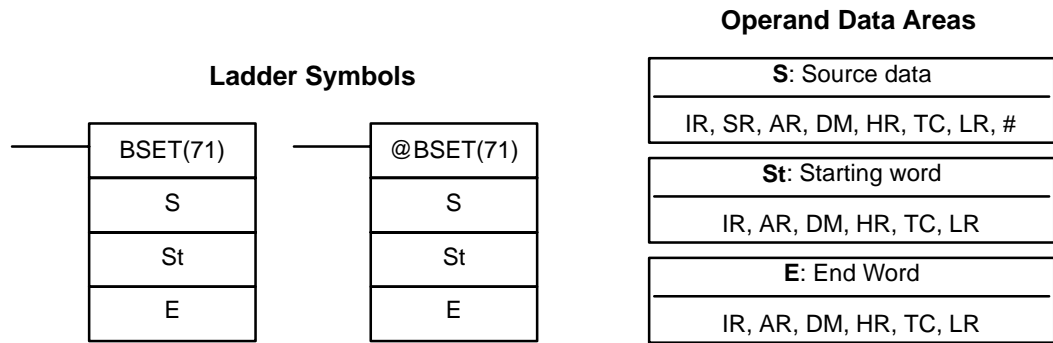 Ladder Symbols
BSET(71)
S
St
E
@BSET(71)
S
St
E
Operand Data Areas
S: Source data
IR, SR, AR, DM, HR, TC, LR, #
St: Starting word
IR, AR, DM, HR, TC, LR
E: End Word
IR, AR, DM, HR, TC, LR